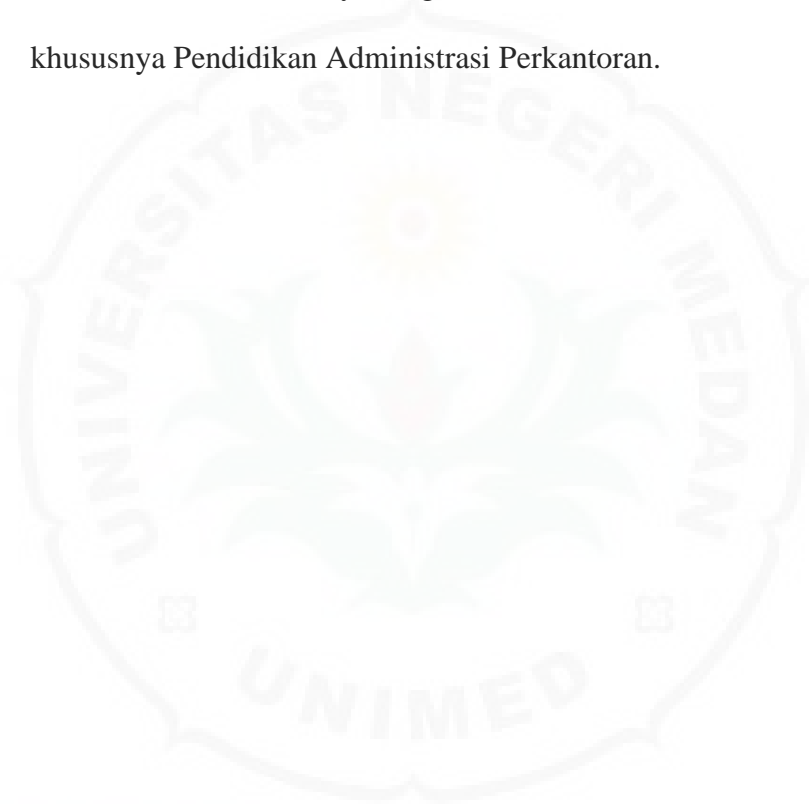 khususnya Pendidikan Administrasi Perkantoran.
UNIVERSITAS NEGERI MEDAN
UNIMED